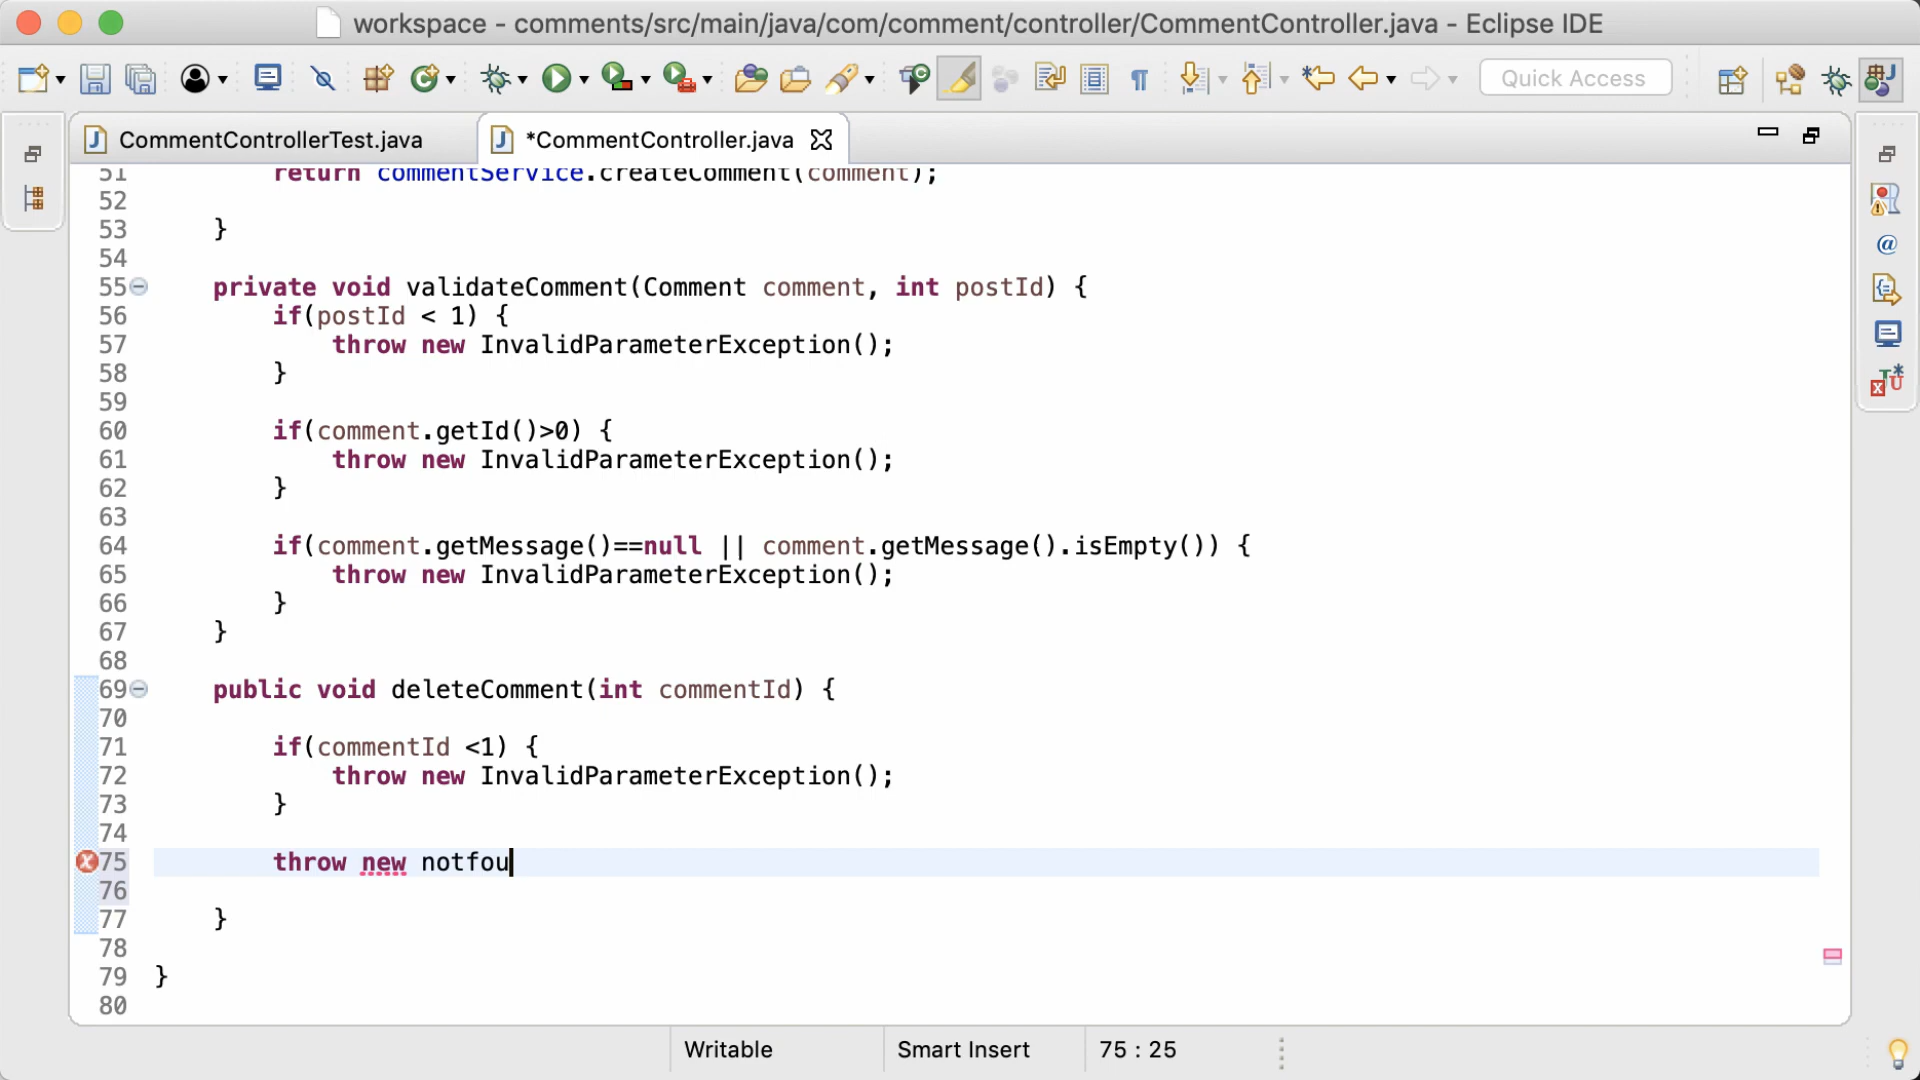 workspace - comments/src/main/java/com/comment/controller/CommentController.java - Eclipse IDE
Quick Access
CommentControllerTest.java
*CommentController.java
51 return commentService.createComment(comment);
52
53 }
54
55 private void validateComment(Comment comment, int postId) {
56 if(postId < 1) {
57 throw new InvalidParameterException();
58 }
59
60 if(comment.getId()>0) {
61 throw new InvalidParameterException();
62 }
63
64 if(comment.getMessage()==null || comment.getMessage().isEmpty()) {
65 throw new InvalidParameterException();
66 }
67 }
68
69 public void deleteComment(int commentId) {
70
71 if(commentId <1) {
72 throw new InvalidParameterException();
73 }
74
75 throw new notfou
76
77 }
78
79 }
80
Writable
Smart Insert
75 : 25